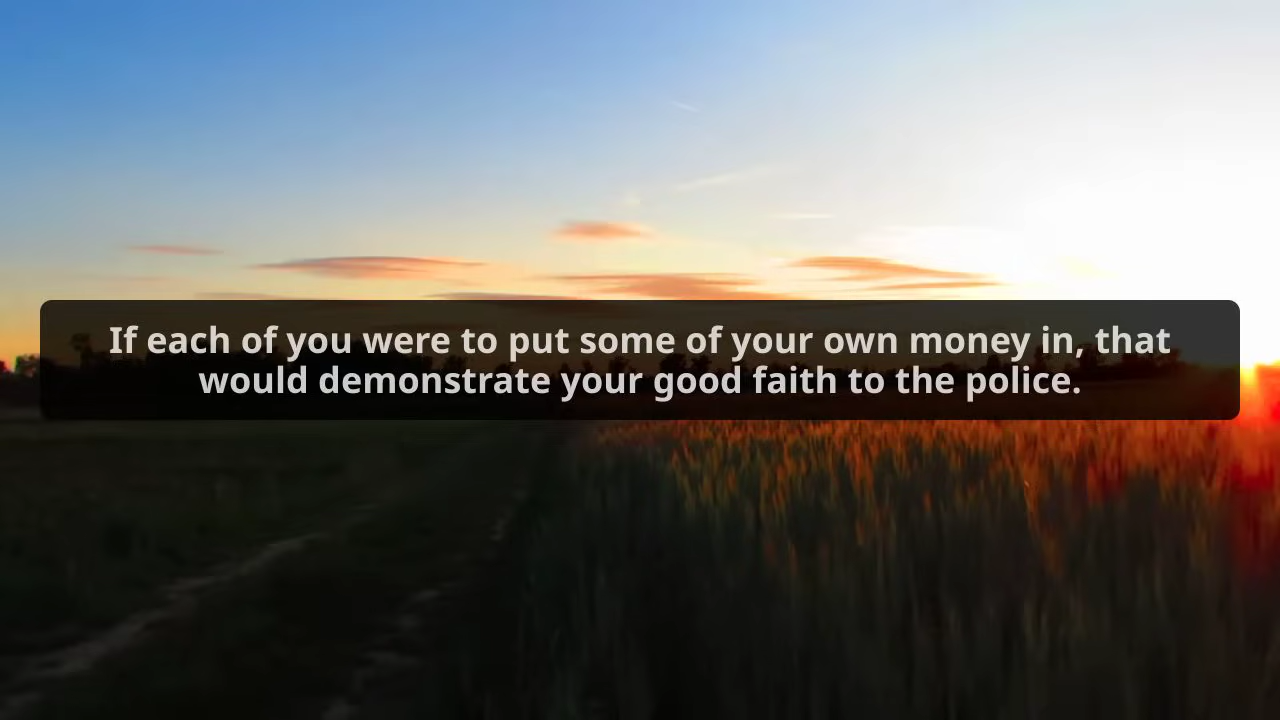 If each of you were to put some of your own money in, that
would demonstrate your good faith to the police.